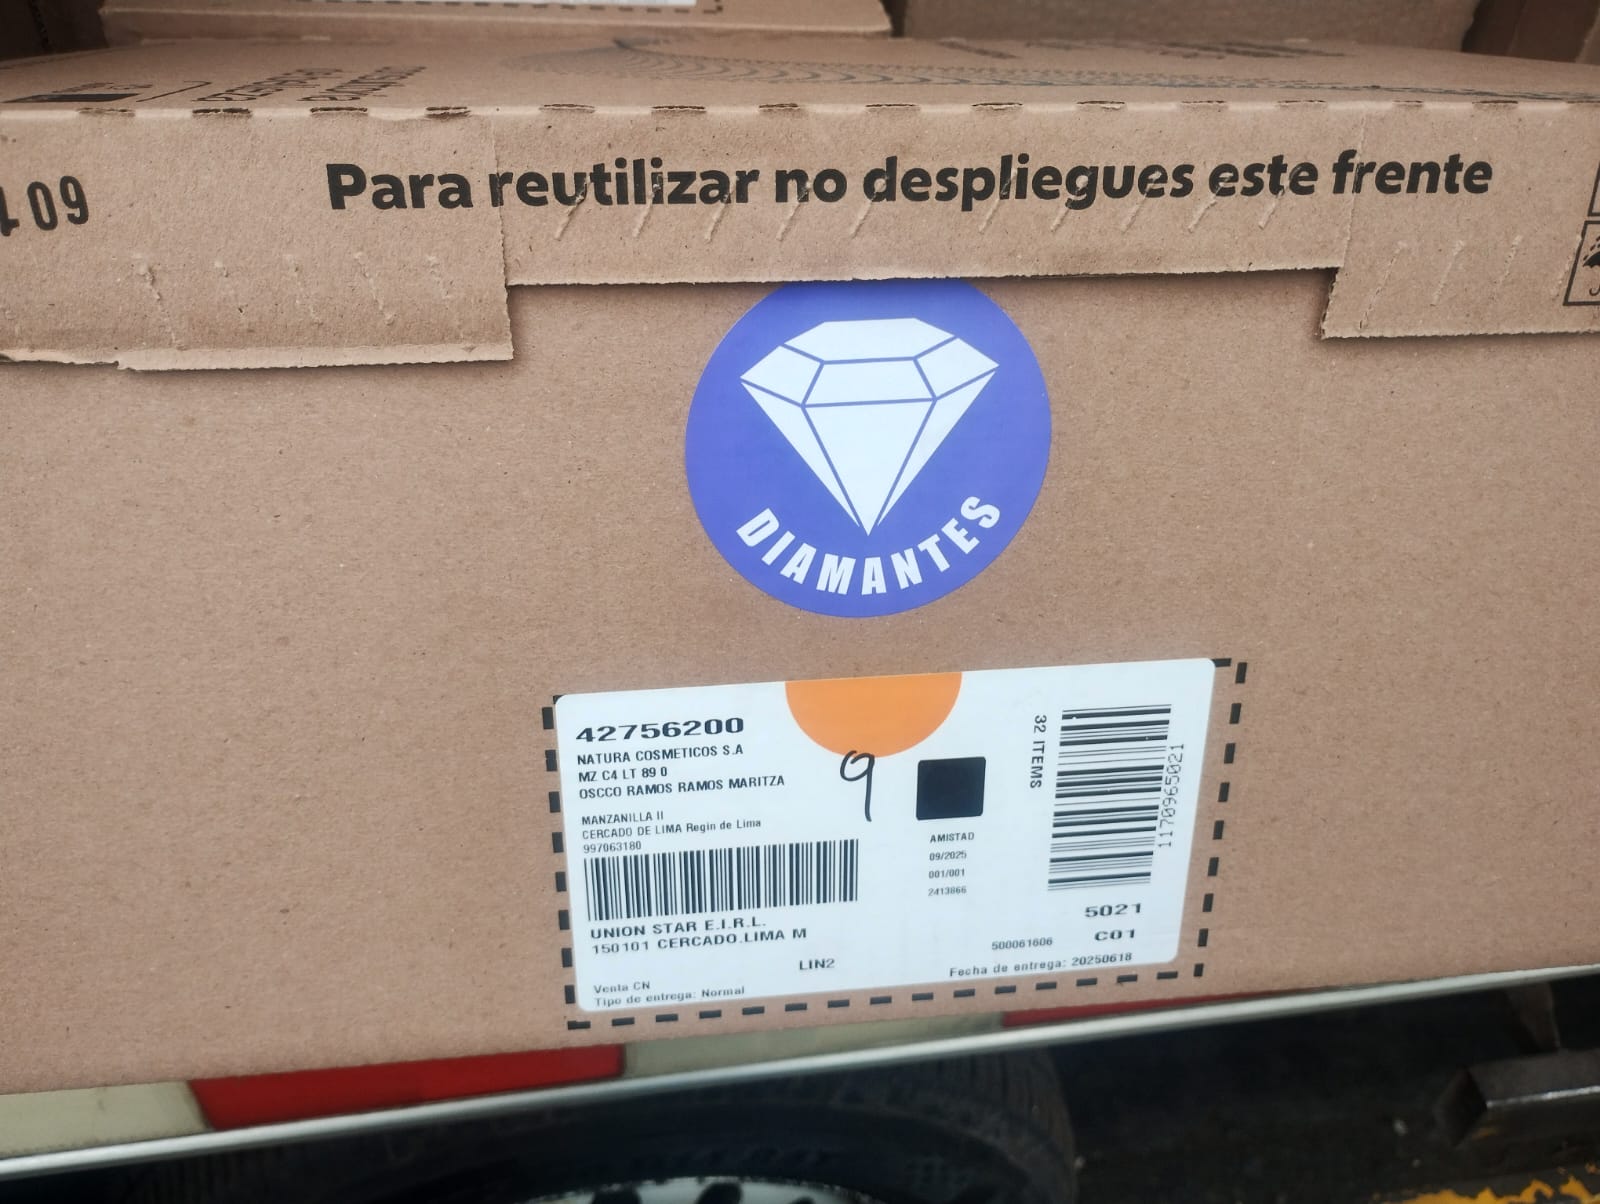 601
Para reutilizar no despliegues este frente
DIAMANTES
42756200
NATURA COSMETICOS S.A
MZ C4 LT 89 0
OSCCO RAMOS RAMOS MARITZA
MANZANILLA II
CERCADO DE LIMA Regin de Lima
997063180
UNION STAR E.I.R.L.
150101 CERCADO.LIMA M
LIN2
Venta CN
Tipo de entrega: Normal
9
AMISTAD
09/2025
001/001
2413866
32 ITEMS
1170965021
5021
C01
500061606
Fecha de entrega: 20250618